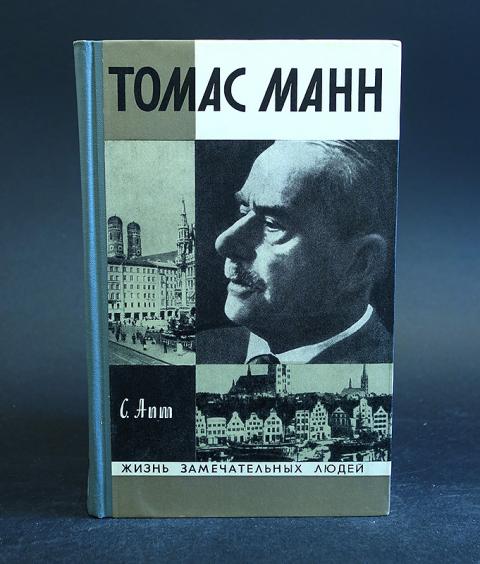 ТОМАС МАНН
С. Апт
ЖИЗНЬ ЗАМЕЧАТЕЛЬНЫХ ЛЮДЕЙ